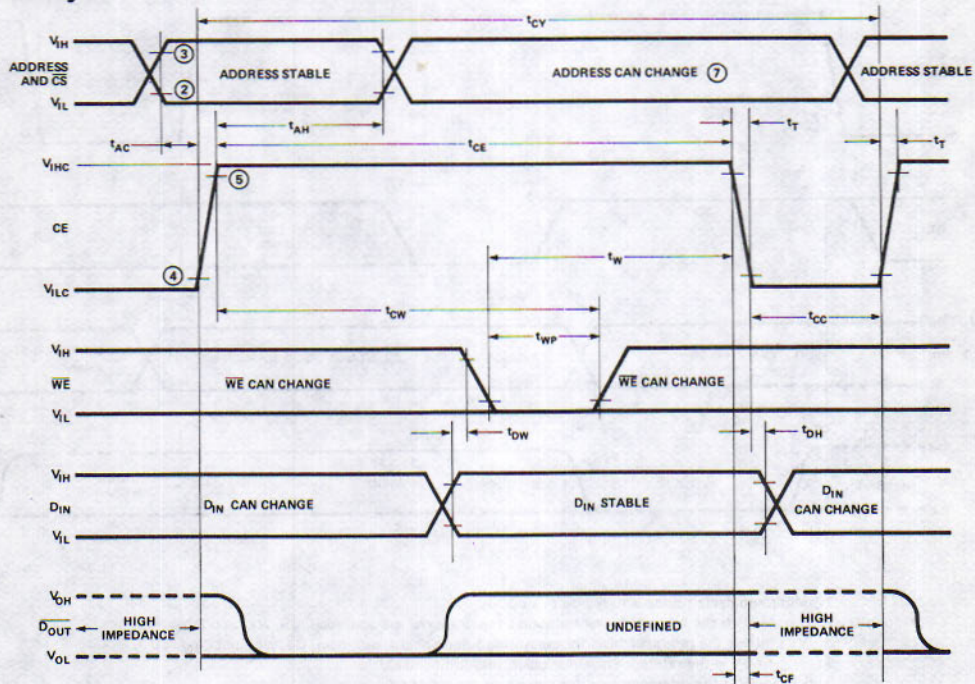 tCY
VIH
ADDRESS
AND CS
VIL
③
②
ADDRESS STABLE
ADDRESS CAN CHANGE ⑦
ADDRESS STABLE
tAH
tT
tAC
tCE
tT
VIHC
CE
VILC
⑤
④
tW
tCW
tCC
tWP
VIH
WE
VIL
WE CAN CHANGE
WE CAN CHANGE
tDW
tDH
VIH
DIN
VIL
DIN CAN CHANGE
DIN STABLE
DIN
CAN CHANGE
VOH
DOUT
VOL
HIGH
IMPEDANCE
UNDEFINED
HIGH
IMPEDANCE
tCF